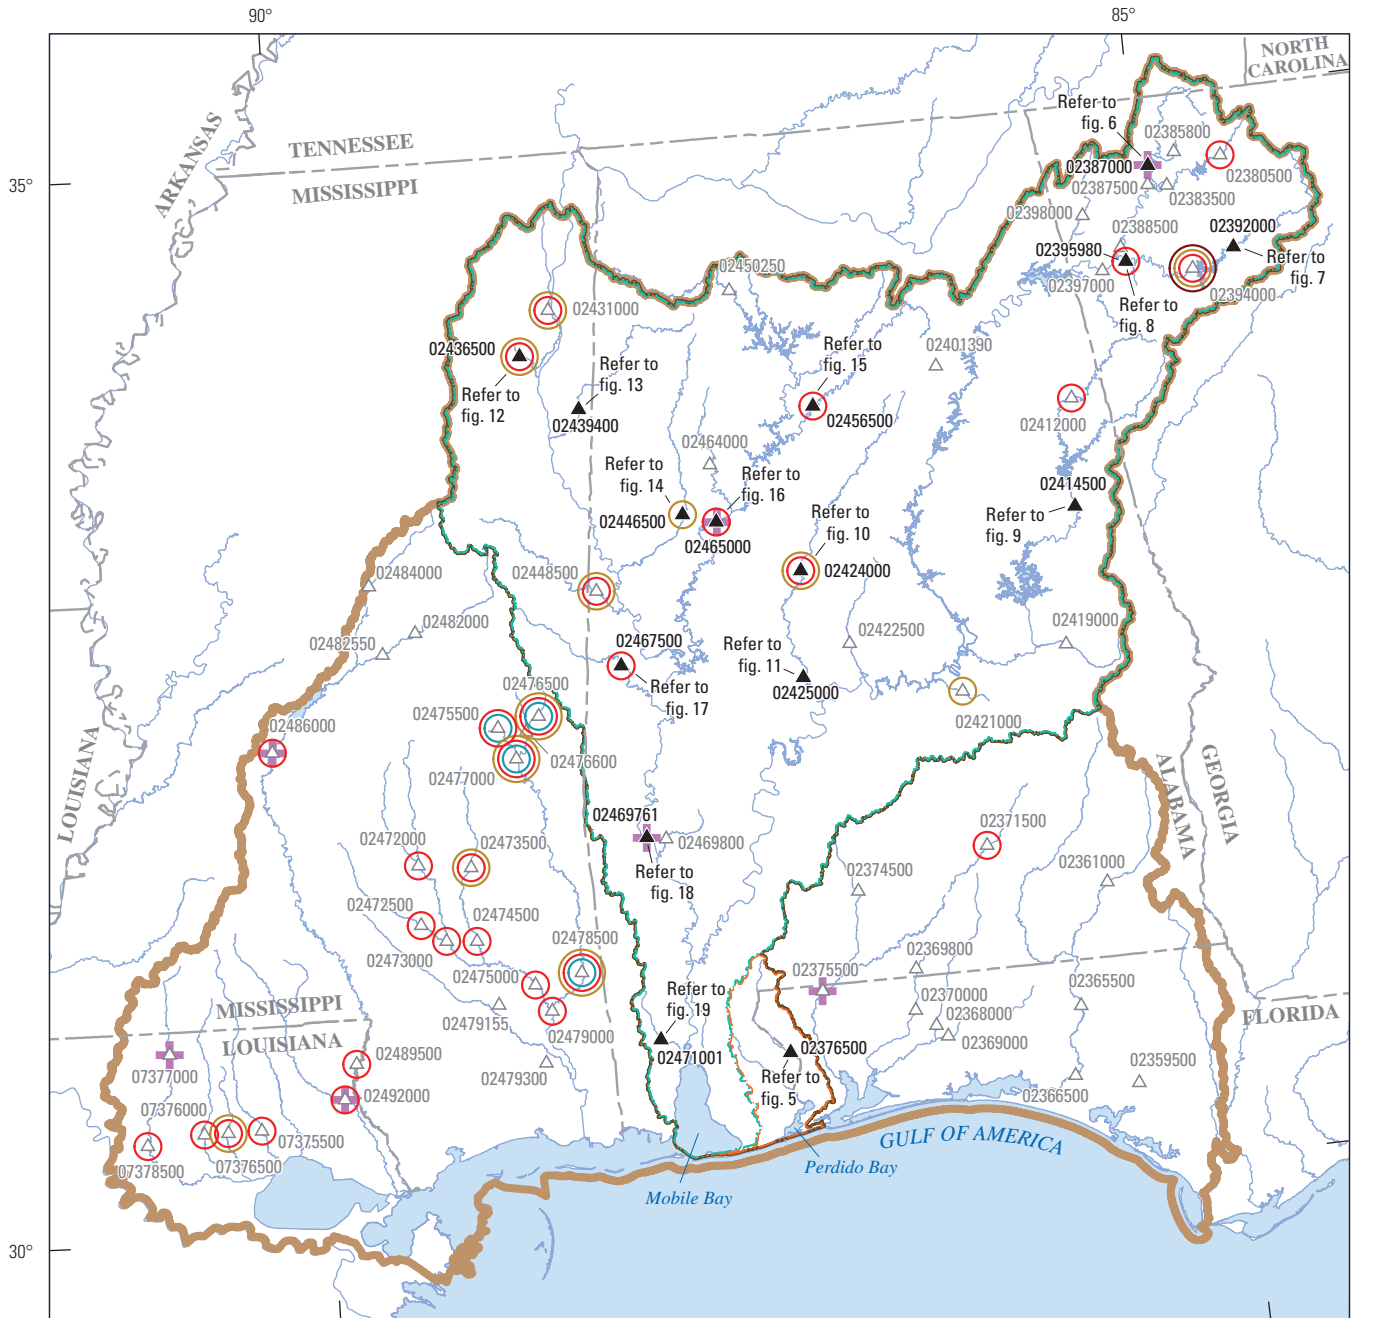 90°
85°
NORTH
CAROLINA
ARKANSAS
TENNESSEE
MISSISSIPPI
35°
Refer to
fig. 6
02385800
02387000
02380500
02387500
02383500
02398000
02388500
02392000
02395980
Refer to
fig. 7
02397000
02394000
Refer to
fig. 8
02450250
02431000
02436500
Refer to
fig. 12
Refer to
fig. 13
02439400
Refer to
fig. 15
02456500
02401390
02412000
02464000
Refer to
fig. 14
02446500
Refer to
fig. 16
02465000
02414500
Refer to
fig. 9
Refer to
fig. 10
02424000
02484000
02448500
02482000
02482550
02467500
Refer to
fig. 17
Refer to
fig. 11
02425000
02422500
02419000
02421000
02476500
02475500
02476600
02477000
02486000
LOUISIANA
ALABAMA
GEORGIA
02469761
02469800
Refer to
fig. 18
02472000
02473500
02371500
02374500
02361000
02472500
02474500
02473000
02475000
02478500
02479155
02479000
02479300
02375500
02369800
02370000
02368000
02369000
02365500
FLORIDA
02359500
02366500
Refer to
fig. 19
02471001
02376500
Refer to
fig. 5
MISSISSIPPI
LOUISIANA
02489500
07377000
02492000
07376000
07375500
07376500
07378500
GULF OF AMERICA
Perdido Bay
Mobile Bay
30°